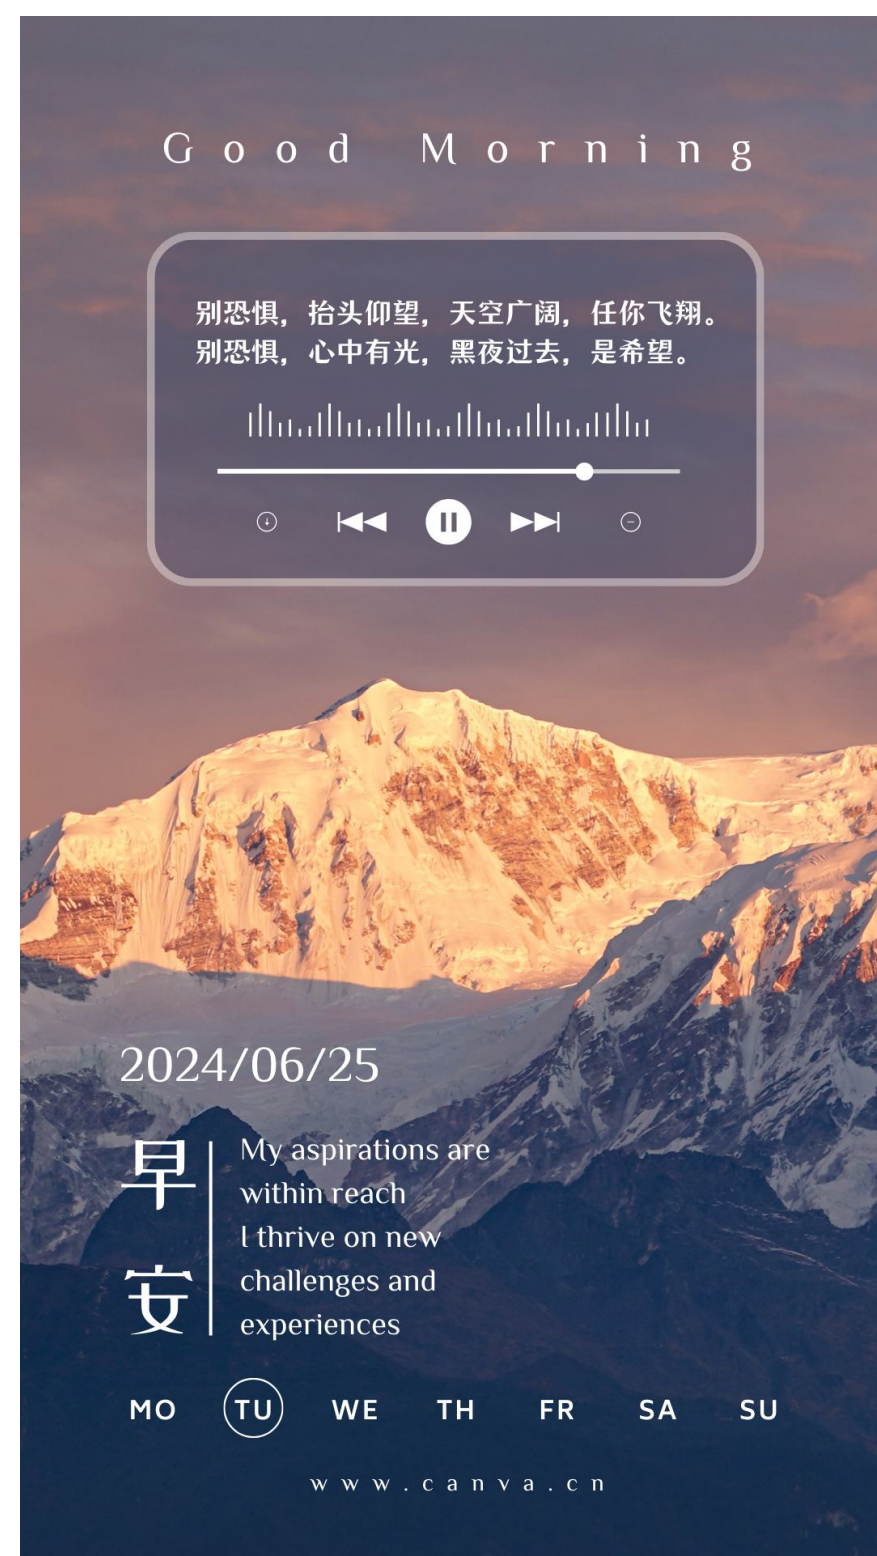 Good Morning
别恐惧，抬头仰望，天空广阔，任你飞翔。
别恐惧，心中有光，黑夜过去，是希望。
2024/06/25
早安
My aspirations are
within reach
I thrive on new
challenges and
experiences
MO TU WE TH FR SA SU
www.canva.cn